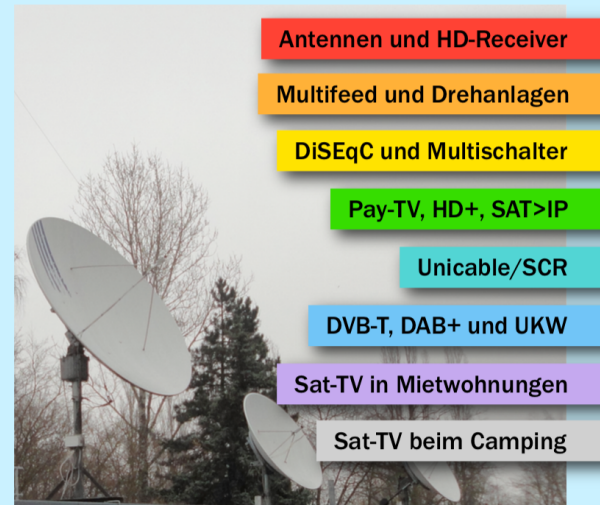 Antennen und HD-Receiver
Multifeed und Drehanlagen
DiSEqC und Multischalter
Pay-TV, HD+, SAT>IP
Unicable/SCR
DVB-T, DAB+ und UKW
Sat-TV in Mietwohnungen
Sat-TV beim Camping